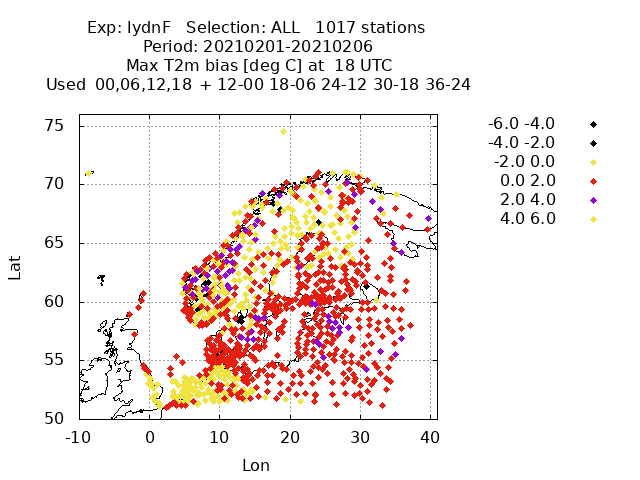 Exp: IydnF   Selection: ALL   1017 stations
Period: 20210201-20210206
Max T2m bias [deg C] at  18 UTC
Used  00,06,12,18  + 12-00 18-06 24-12 30-18 36-24
-6.0 -4.0
-4.0 -2.0
-2.0 0.0
0.0 2.0
2.0 4.0
4.0 6.0
75
70
65
60
55
50
Lat
-10 0 10 20 30 40
Lon